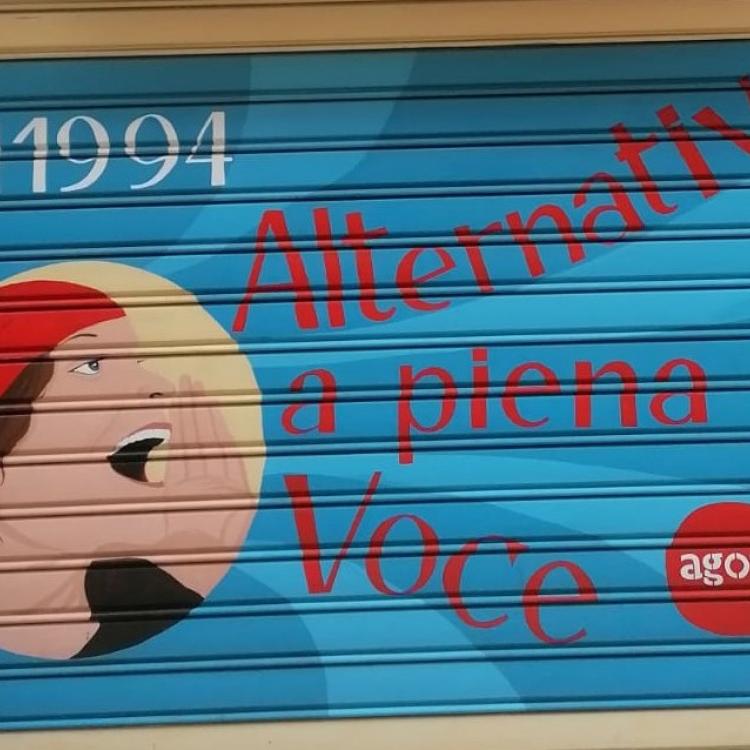 1994
Alternativ
a piena
Voce
ago